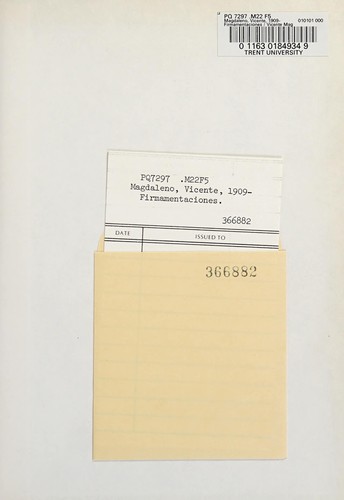 PQ 7297 .M22 F5
Magdaleno, Vicente, 1909- 010101 000
Firmamentaciones / Vicente Mag
0 1163 0184934 9
TRENT UNIVERSITY
PQ7297 .M22F5
Magdaleno, Vicente, 1909-
Firmamentaciones.
366882
DATE ISSUED TO
366882